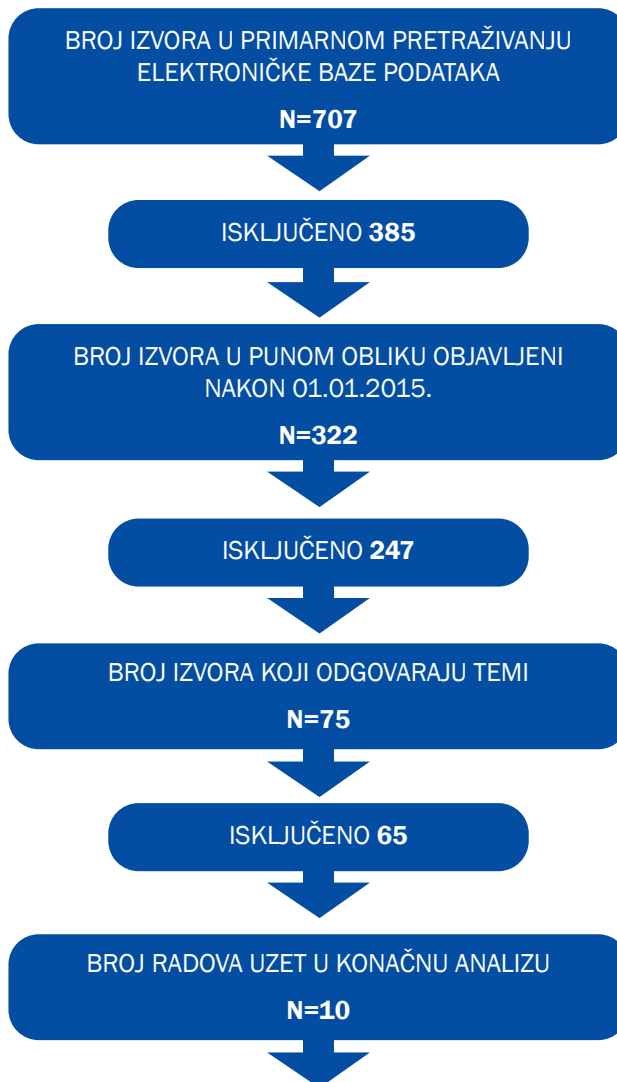 BROJ IZVORA U PRIMARNOM PRETRAŽIVANJU
ELEKTRONIČKE BAZE PODATAKA
N=707
ISKLJUČENO 385
BROJ IZVORA U PUNOM OBLIKU OBJAVLJENI
NAKON 01.01.2015.
N=322
ISKLJUČENO 247
BROJ IZVORA KOJI ODGOVARAJU TEMI
N=75
ISKLJUČENO 65
BROJ RADOVA UZET U KONAČNU ANALIZU
N=10